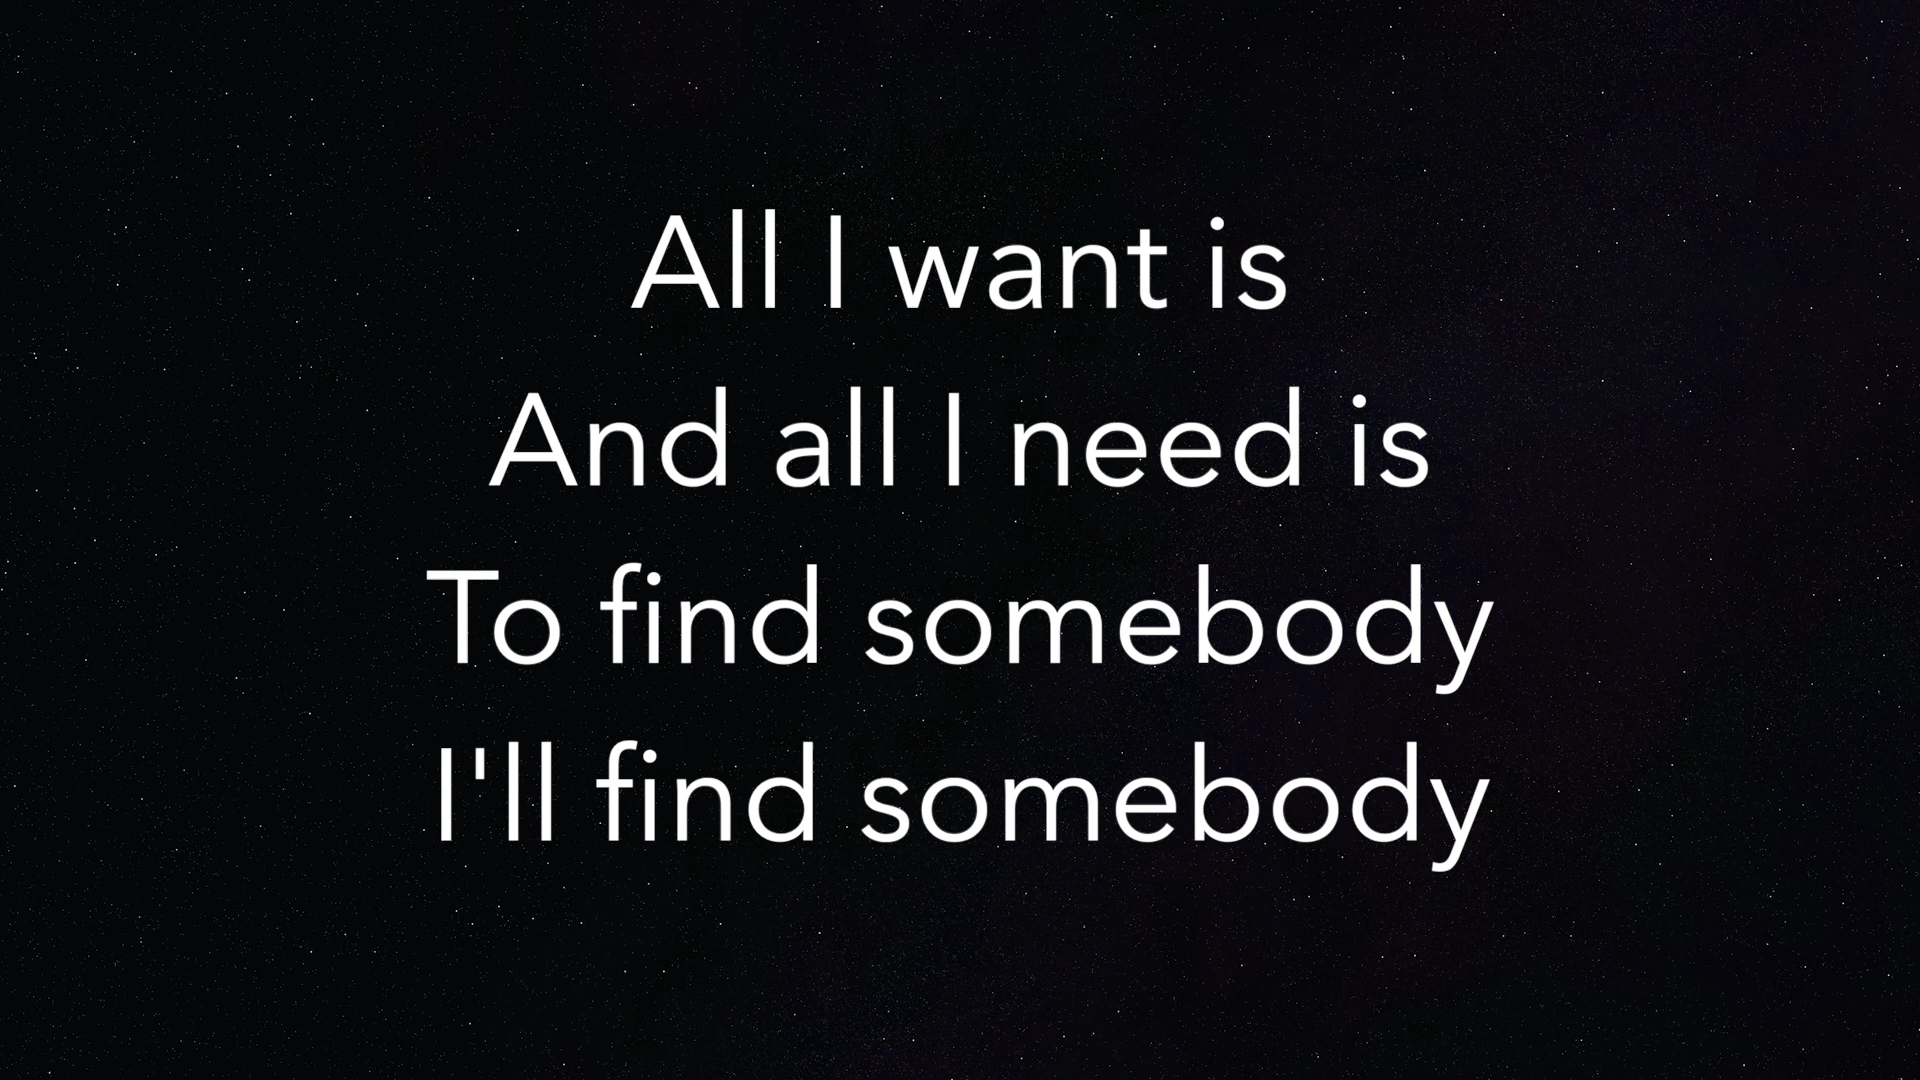 All I want is
And all I need is
To find somebody
I'll find somebody